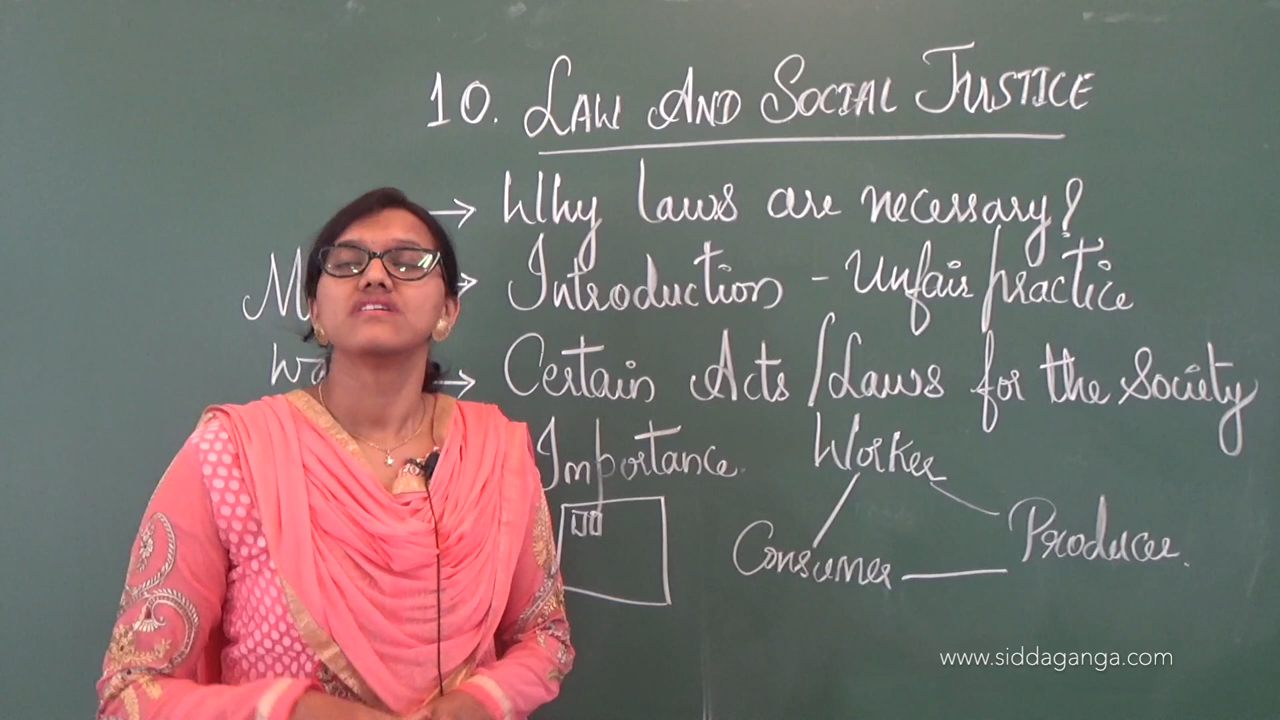 10. LAW AND SOCIAL JUSTICE
→ Why laws are necessary?
→ Introduction - Unfair practice
→ Certain Acts/Laws for the Society
Importance.
Worker
Consumer
Producer.
www.siddaganga.com